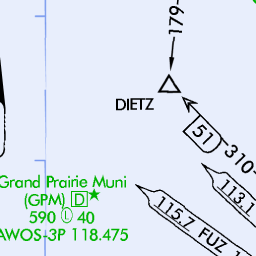 179-
DIETZ
51
310-
113.1
115.7 FUZ
Grand Prairie Muni
(GPM) D★
590 Ⓛ 40
AWOS-3P 118.475